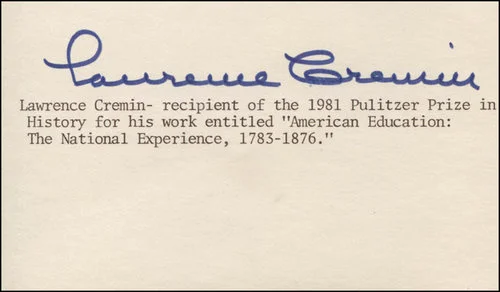 Lawrence Cremin
Lawrence Cremin- recipient of the 1981 Pulitzer Prize in
History for his work entitled "American Education:
The National Experience, 1783-1876."